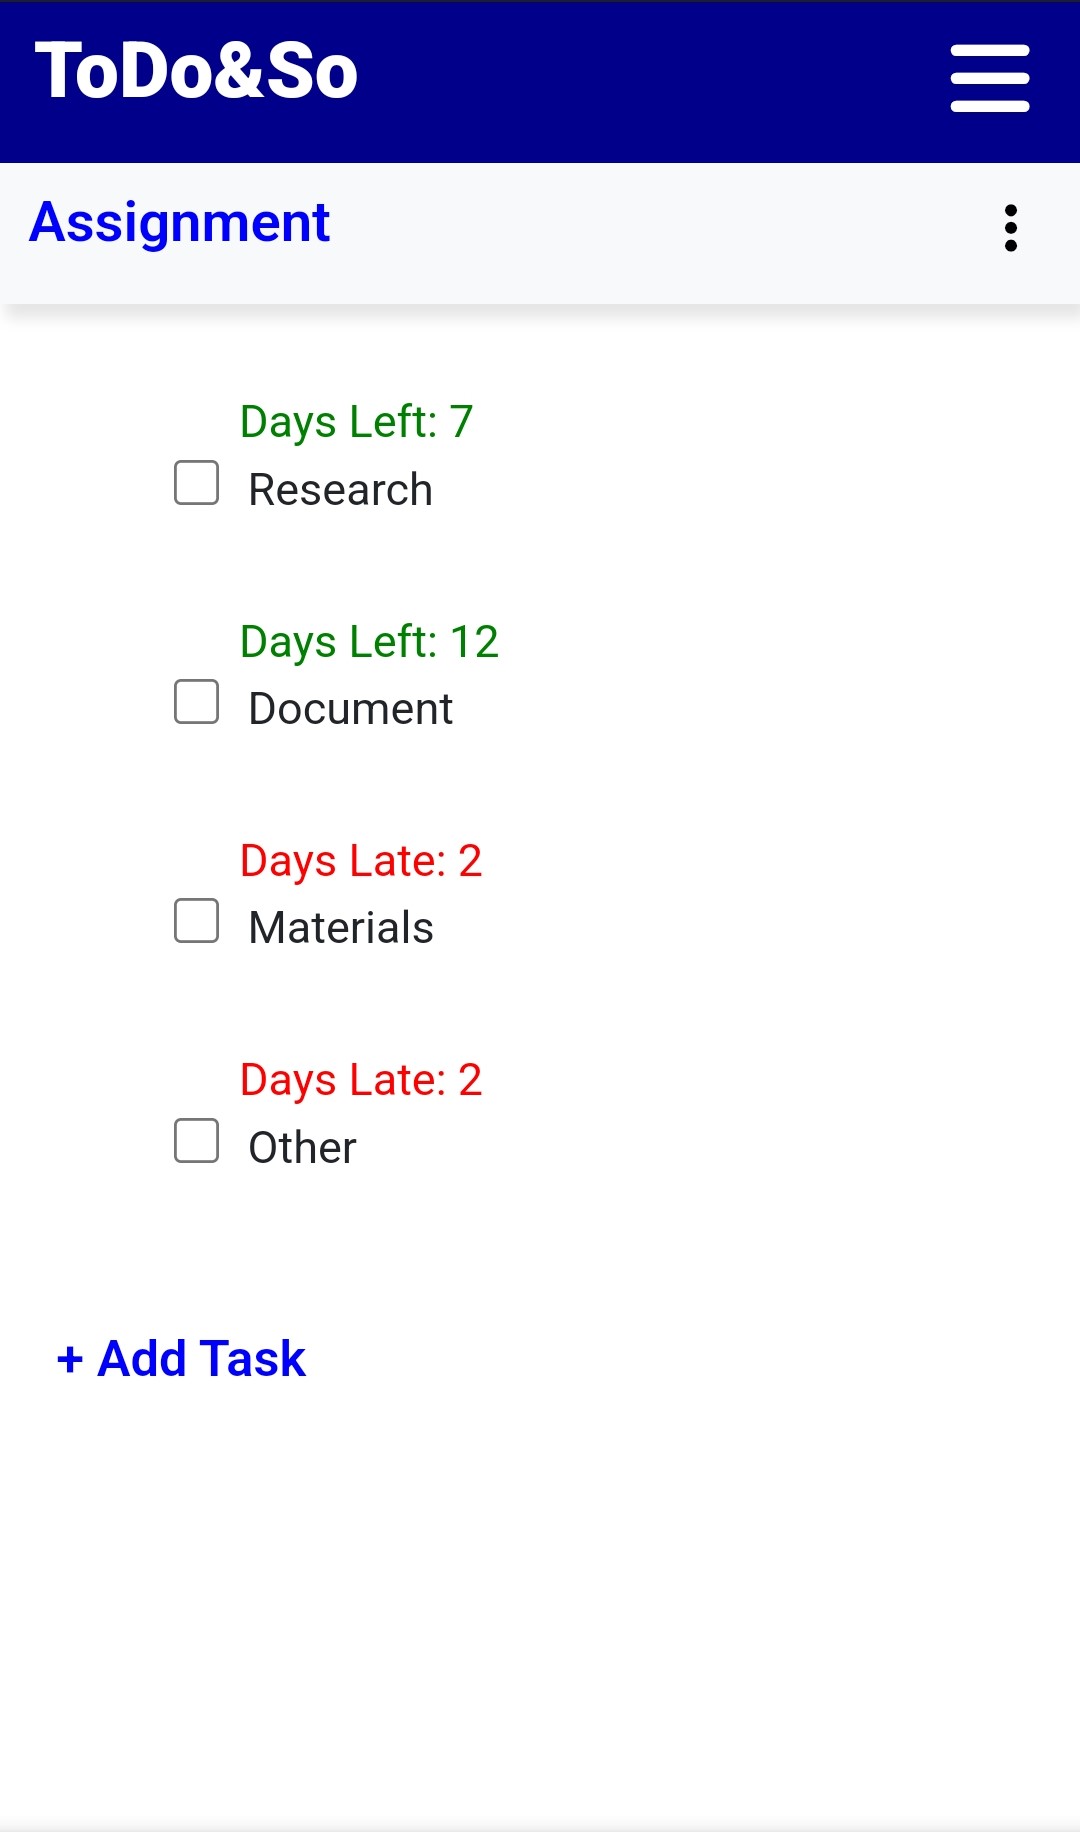 ToDo&So
Assignment
Days Left: 7
Research
Days Left: 12
Document
Days Late: 2
Materials
Days Late: 2
Other
+ Add Task